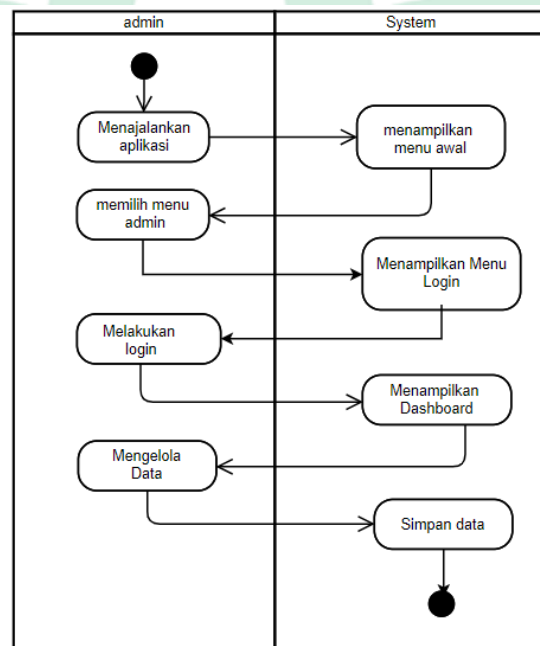 admin
System
Menajalankan
aplikasi
menampilkan
menu awal
memilih menu
admin
Menampilkan Menu
Login
Melakukan
login
Menampilkan
Dashboard
Mengelola
Data
Simpan data